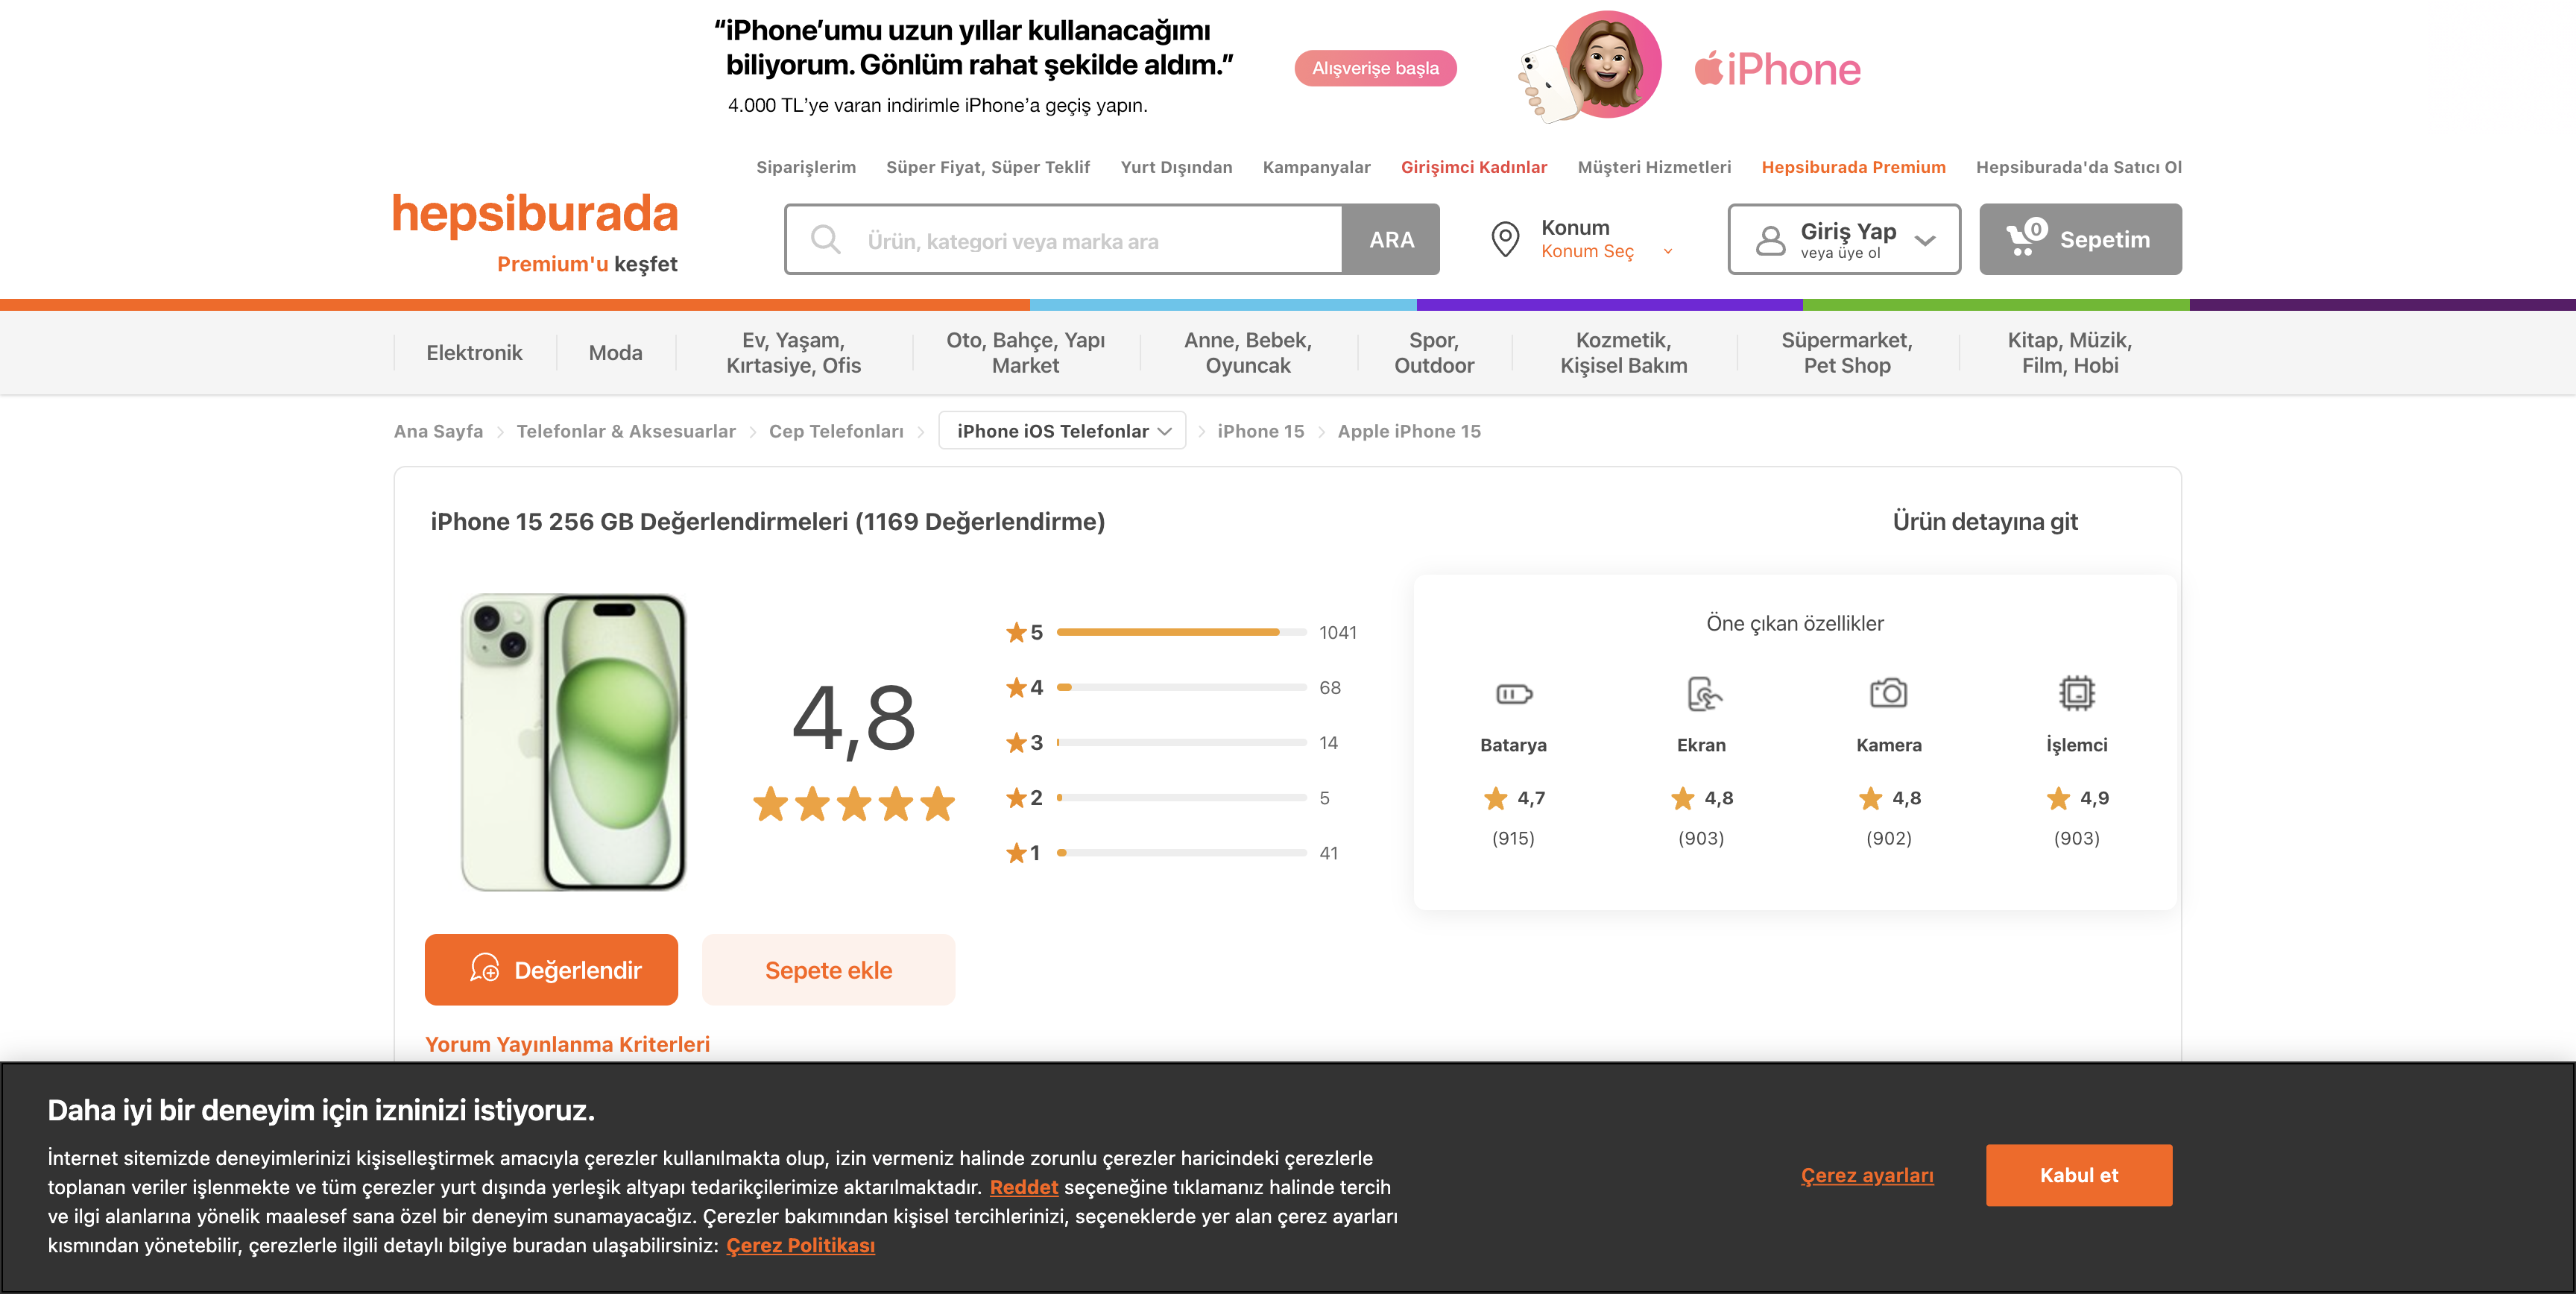 “iPhone’umu uzun yıllar kullanacağımı
biliyorum. Gönlüm rahat şekilde aldım.”
4.000 TL’ye varan indirimle iPhone’a geçiş yapın.
Alışverişe başla
iPhone
Siparişlerim
Süper Fiyat, Süper Teklif
Yurt Dışından
Kampanyalar
Girişimci Kadınlar
Müşteri Hizmetleri
Hepsiburada Premium
Hepsiburada'da Satıcı Ol
hepsiburada
Premium'u keşfet
Ürün, kategori veya marka ara
ARA
Konum
Konum Seç
Giriş Yap
veya üye ol
0
Sepetim
Elektronik
Moda
Ev, Yaşam,
Kırtasiye, Ofis
Oto, Bahçe, Yapı
Market
Anne, Bebek,
Oyuncak
Spor,
Outdoor
Kozmetik,
Kişisel Bakım
Süpermarket,
Pet Shop
Kitap, Müzik,
Film, Hobi
Ana Sayfa
Telefonlar & Aksesuarlar
Cep Telefonları
iPhone iOS Telefonlar
iPhone 15
Apple iPhone 15
iPhone 15 256 GB Değerlendirmeleri (1169 Değerlendirme)
Ürün detayına git
4,8
5 1041
4 68
3 14
2 5
1 41
Öne çıkan özellikler
Batarya
4,7
(915)
Ekran
4,8
(903)
Kamera
4,8
(902)
İşlemci
4,9
(903)
Değerlendir
Sepete ekle
Yorum Yayınlanma Kriterleri
Daha iyi bir deneyim için izninizi istiyoruz.
İnternet sitemizde deneyimlerinizi kişiselleştirmek amacıyla çerezler kullanılmakta olup, izin vermeniz halinde zorunlu çerezler haricindeki çerezlerle
toplanan veriler işlenmekte ve tüm çerezler yurt dışında yerleşik altyapı tedarikçilerimize aktarılmaktadır. Reddet seçeneğine tıklamanız halinde tercih
ve ilgi alanlarına yönelik maalesef sana özel bir deneyim sunamayacağız. Çerezler bakımından kişisel tercihlerinizi, seçeneklerde yer alan çerez ayarları
kısmından yönetebilir, çerezlerle ilgili detaylı bilgiye buradan ulaşabilirsiniz: Çerez Politikası
Çerez ayarları
Kabul et